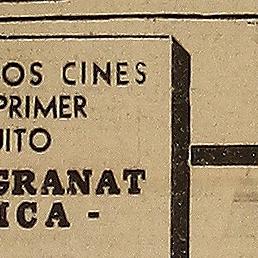 OS CINES
PRIMER
UITO
GRANAT
ICA -